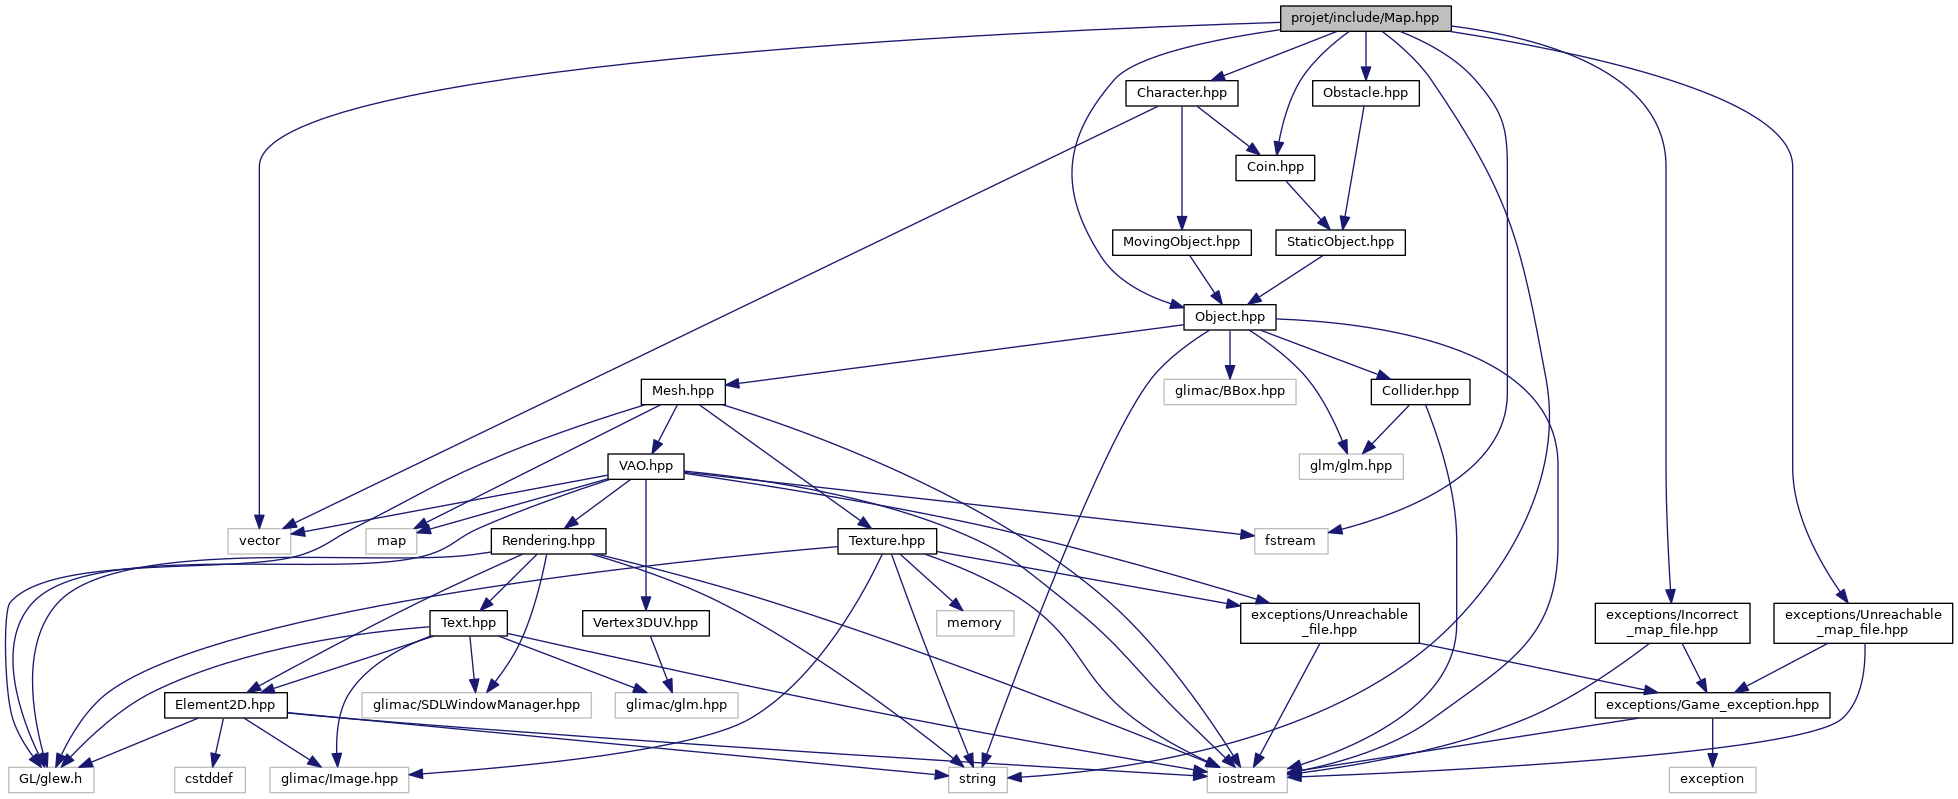 projet/include/Map.hpp
Character.hpp
Obstacle.hpp
Coin.hpp
MovingObject.hpp
StaticObject.hpp
Object.hpp
Mesh.hpp
glimac/BBox.hpp
Collider.hpp
VAO.hpp
glm/glm.hpp
vector
map
Rendering.hpp
Texture.hpp
fstream
Text.hpp
Vertex3DUV.hpp
memory
exceptions/Unreachable
_file.hpp
exceptions/Incorrect
_map_file.hpp
exceptions/Unreachable
_map_file.hpp
Element2D.hpp
glimac/SDLWindowManager.hpp
glimac/glm.hpp
exceptions/Game_exception.hpp
GL/glew.h
cstddef
glimac/Image.hpp
string
iostream
exception